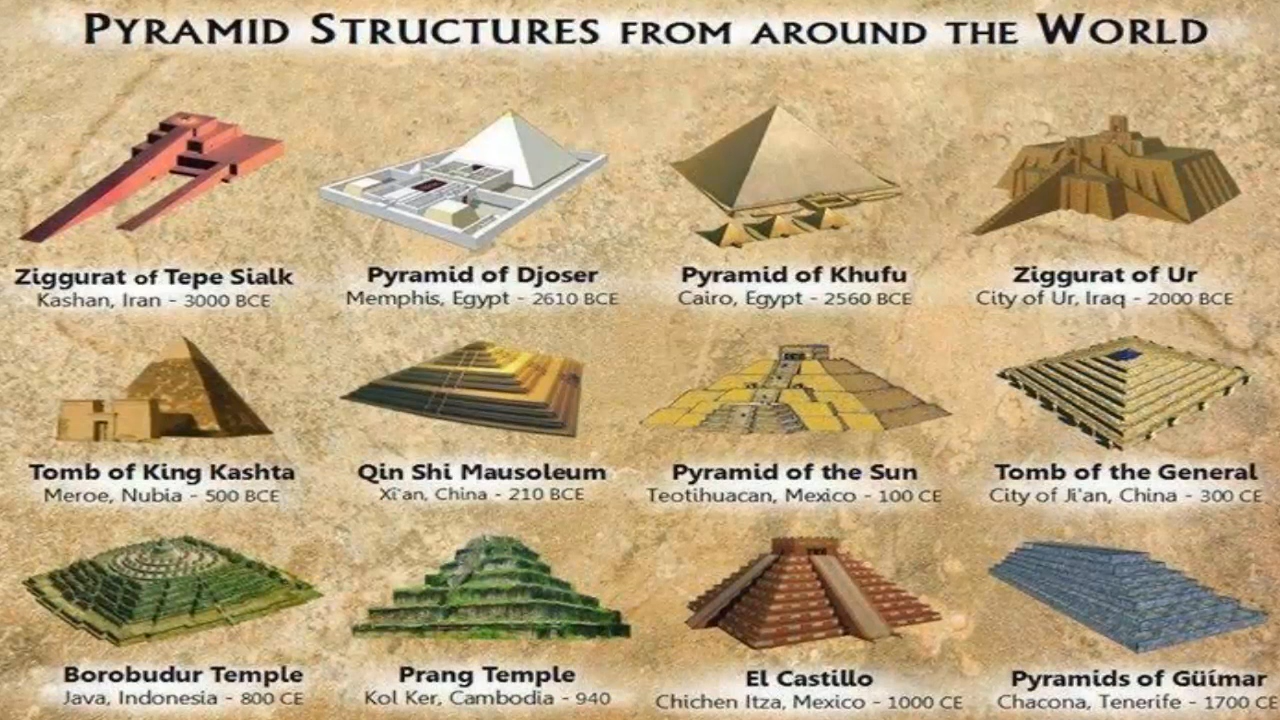 PYRAMID STRUCTURES FROM AROUND THE WORLD
Ziggurat of Tepe Sialk
Kashan, Iran - 3000 BCE
Pyramid of Djoser
Memphis, Egypt - 2610 BCE
Pyramid of Khufu
Cairo, Egypt - 2560 BCE
Ziggurat of Ur
City of Ur, Iraq - 2000 BCE
Tomb of King Kashta
Meroe, Nubia - 500 BCE
Qin Shi Mausoleum
Xi'an, China - 210 BCE
Pyramid of the Sun
Teotihuacan, Mexico - 100 CE
Tomb of the General
City of Ji'an, China - 300 CE
Borobudur Temple
Java, Indonesia - 800 CE
Prang Temple
Kol Ker, Cambodia - 940
El Castillo
Chichen Itza, Mexico - 1000 CE
Pyramids of Güímar
Chacona, Tenerife - 1700 CE